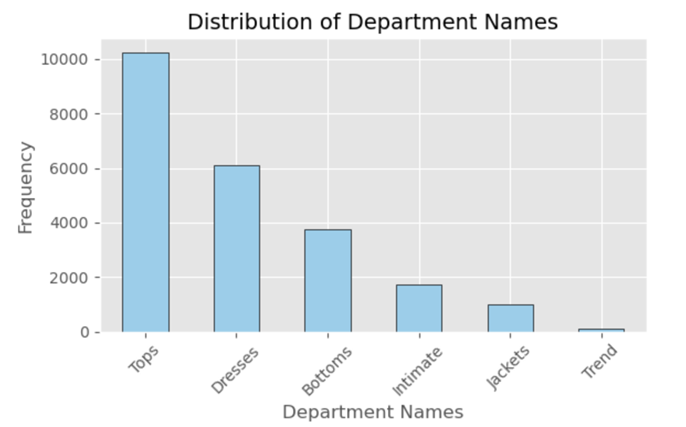 Distribution of Department Names
10000
8000
6000
4000
2000
0
Frequency
Tops
Dresses
Bottoms
Intimate
Jackets
Trend
Department Names